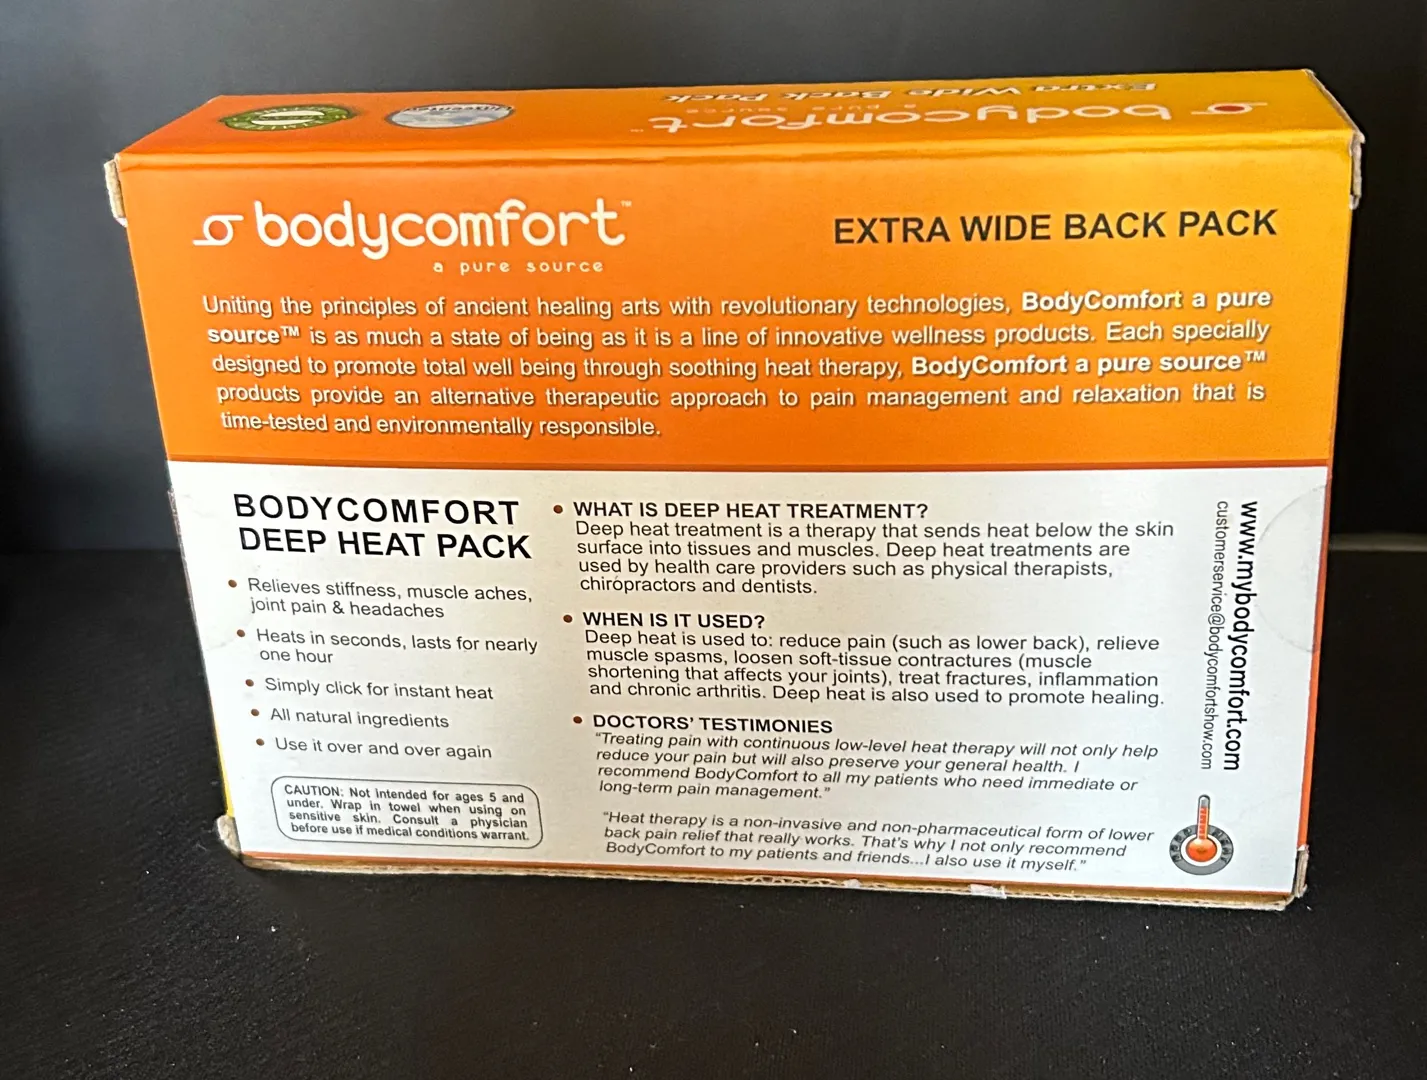 Extra Wide Back Pack
bodycomfort™
a pure source
bodycomfort™
a pure source
EXTRA WIDE BACK PACK
Uniting the principles of ancient healing arts with revolutionary technologies, BodyComfort a pure
source™ is as much a state of being as it is a line of innovative wellness products. Each specially
designed to promote total well being through soothing heat therapy, BodyComfort a pure source™
products provide an alternative therapeutic approach to pain management and relaxation that is
time-tested and environmentally responsible.
BODYCOMFORT
DEEP HEAT PACK
• Relieves stiffness, muscle aches,
joint pain & headaches
• Heats in seconds, lasts for nearly
one hour
• Simply click for instant heat
• All natural ingredients
• Use it over and over again
CAUTION: Not intended for ages 5 and
under. Wrap in towel when using on
sensitive skin. Consult a physician
before use if medical conditions warrant.
• WHAT IS DEEP HEAT TREATMENT?
Deep heat treatment is a therapy that sends heat below the skin
surface into tissues and muscles. Deep heat treatments are
used by health care providers such as physical therapists,
chiropractors and dentists.
• WHEN IS IT USED?
Deep heat is used to: reduce pain (such as lower back), relieve
muscle spasms, loosen soft-tissue contractures (muscle
shortening that affects your joints), treat fractures, inflammation
and chronic arthritis. Deep heat is also used to promote healing.
• DOCTORS' TESTIMONIES
"Treating pain with continuous low-level heat therapy will not only help
reduce your pain but will also preserve your general health. I
recommend BodyComfort to all my patients who need immediate or
long-term pain management."
"Heat therapy is a non-invasive and non-pharmaceutical form of lower
back pain relief that really works. That's why I not only recommend
BodyComfort to my patients and friends...I also use it myself."
www.mybodycomfort.com
customerservice@bodycomfortshow.com